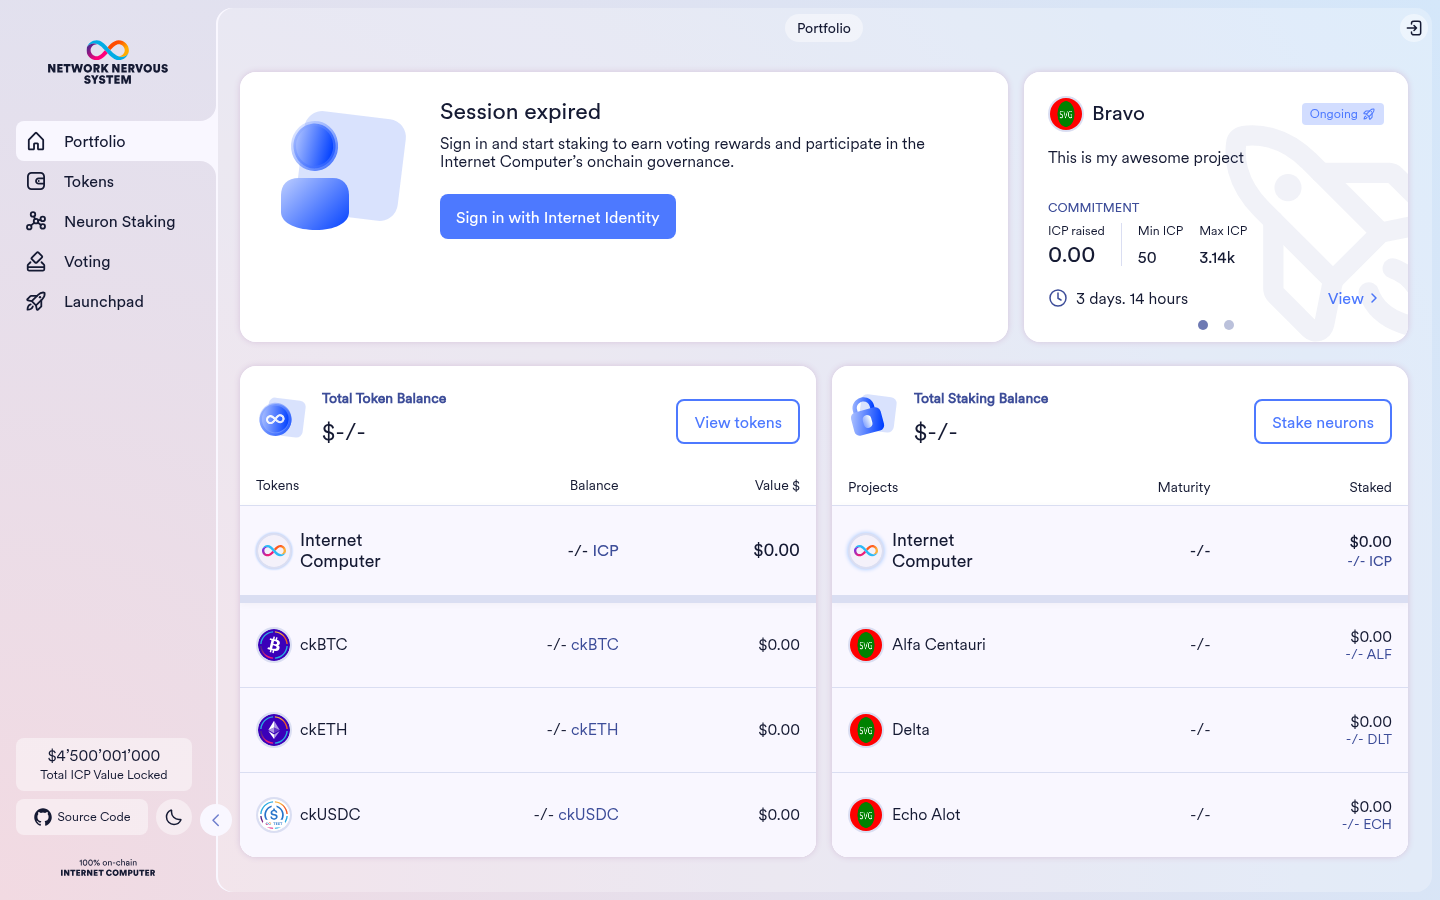 NETWORK NERVOUS
SYSTEM
Portfolio
Tokens
Neuron Staking
Voting
Launchpad
$4’500’001’000
Total ICP Value Locked
Source Code
100% on-chain
INTERNET COMPUTER
Portfolio
Session expired
Sign in and start staking to earn voting rewards and participate in the
Internet Computer’s onchain governance.
Sign in with Internet Identity
Bravo
Ongoing
This is my awesome project
COMMITMENT
ICP raised
0.00
Min ICP
50
Max ICP
3.14k
3 days. 14 hours
View
Total Token Balance
$-/-
View tokens
Tokens Balance Value $
Internet
Computer
-/- ICP
$0.00
ckBTC -/- ckBTC $0.00
ckETH -/- ckETH $0.00
ckUSDC -/- ckUSDC $0.00
Total Staking Balance
$-/-
Stake neurons
Projects Maturity Staked
Internet
Computer
-/-
$0.00
-/- ICP
SVG
Alfa Centauri -/- $0.00
-/- ALF
SVG
Delta -/- $0.00
-/- DLT
SVG
Echo Alot -/- $0.00
-/- ECH